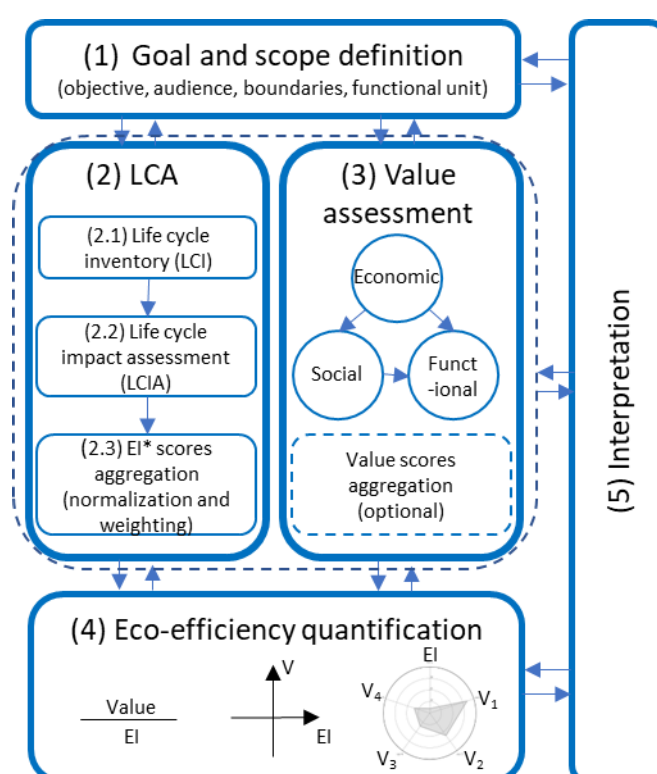 (1) Goal and scope definition
(objective, audience, boundaries, functional unit)
(2) LCA
(2.1) Life cycle
inventory (LCI)
(2.2) Life cycle
impact assessment
(LCIA)
(2.3) EI* scores
aggregation
(normalization and
weighting)
(3) Value
assessment
Economic
Social
Funct
-ional
Value scores
aggregation
(optional)
(4) Eco-efficiency quantification
Value
EI
V
EI
EI
V1
V2
V3
V4
(5) Interpretation